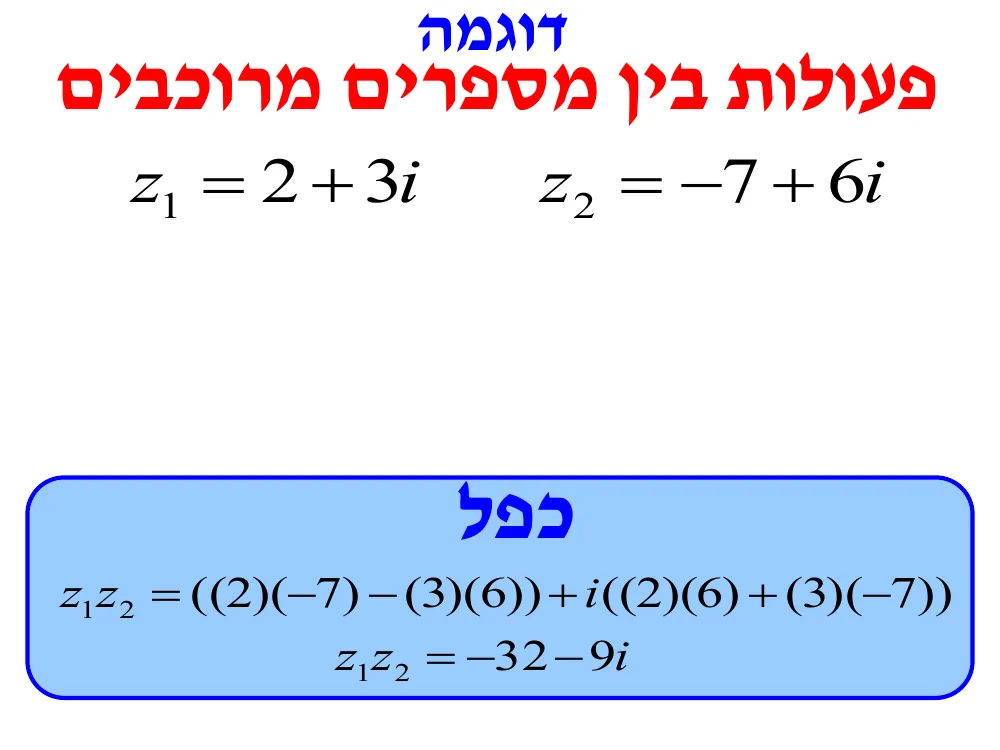 דוגמה
פעולות בין מספרים מרוכבים
z₁ = 2 + 3i z₂ = −7 + 6i
כפל
z₁z₂ = ((2)(−7) − (3)(6)) + i((2)(6) + (3)(−7))
z₁z₂ = −32 − 9i